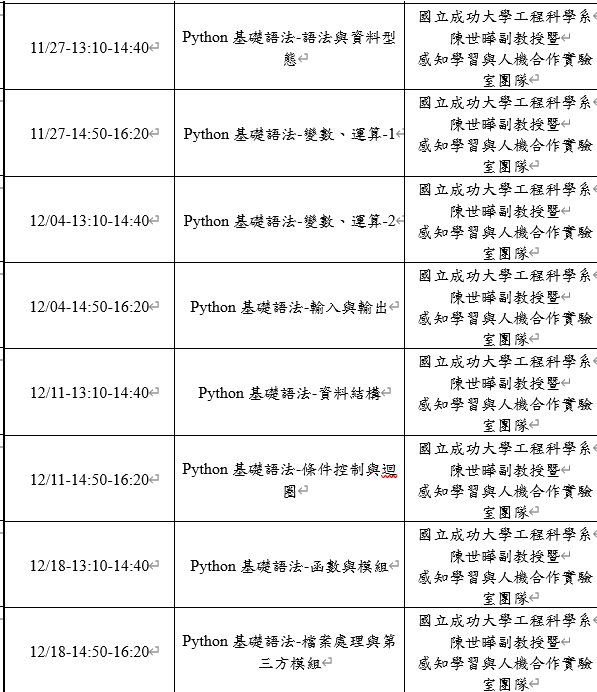 11/27-13:10-14:40
Python 基礎語法-語法與資料型
態
國立成功大學工程科學系
陳世曄副教授暨
感知學習與人機合作實驗
室團隊
11/27-14:50-16:20
Python 基礎語法-變數、運算-1
國立成功大學工程科學系
陳世曄副教授暨
感知學習與人機合作實驗
室團隊
12/04-13:10-14:40
Python 基礎語法-變數、運算-2
國立成功大學工程科學系
陳世曄副教授暨
感知學習與人機合作實驗
室團隊
12/04-14:50-16:20
Python 基礎語法-輸入與輸出
國立成功大學工程科學系
陳世曄副教授暨
感知學習與人機合作實驗
室團隊
12/11-13:10-14:40
Python 基礎語法-資料結構
國立成功大學工程科學系
陳世曄副教授暨
感知學習與人機合作實驗
室團隊
12/11-14:50-16:20
Python 基礎語法-條件控制與迴
圈
國立成功大學工程科學系
陳世曄副教授暨
感知學習與人機合作實驗
室團隊
12/18-13:10-14:40
Python 基礎語法-函數與模組
國立成功大學工程科學系
陳世曄副教授暨
感知學習與人機合作實驗
室團隊
12/18-14:50-16:20
Python 基礎語法-檔案處理與第
三方模組
國立成功大學工程科學系
陳世曄副教授暨
感知學習與人機合作實驗
室團隊